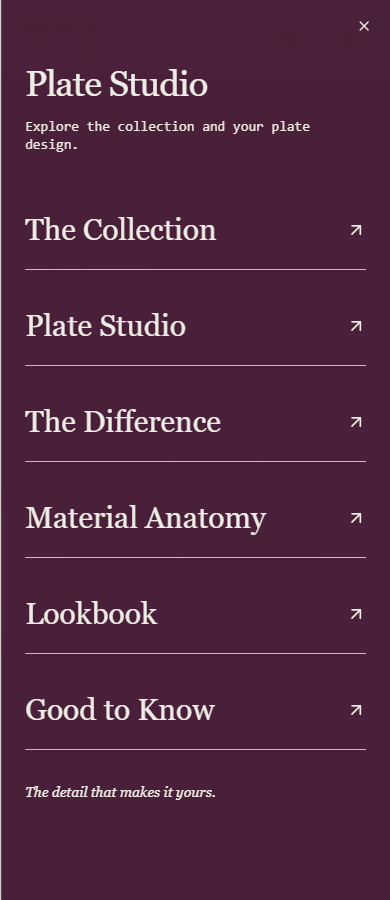 Plate Studio
Explore the collection and your plate
design.
The Collection
Plate Studio
The Difference
Material Anatomy
Lookbook
Good to Know
The detail that makes it yours.